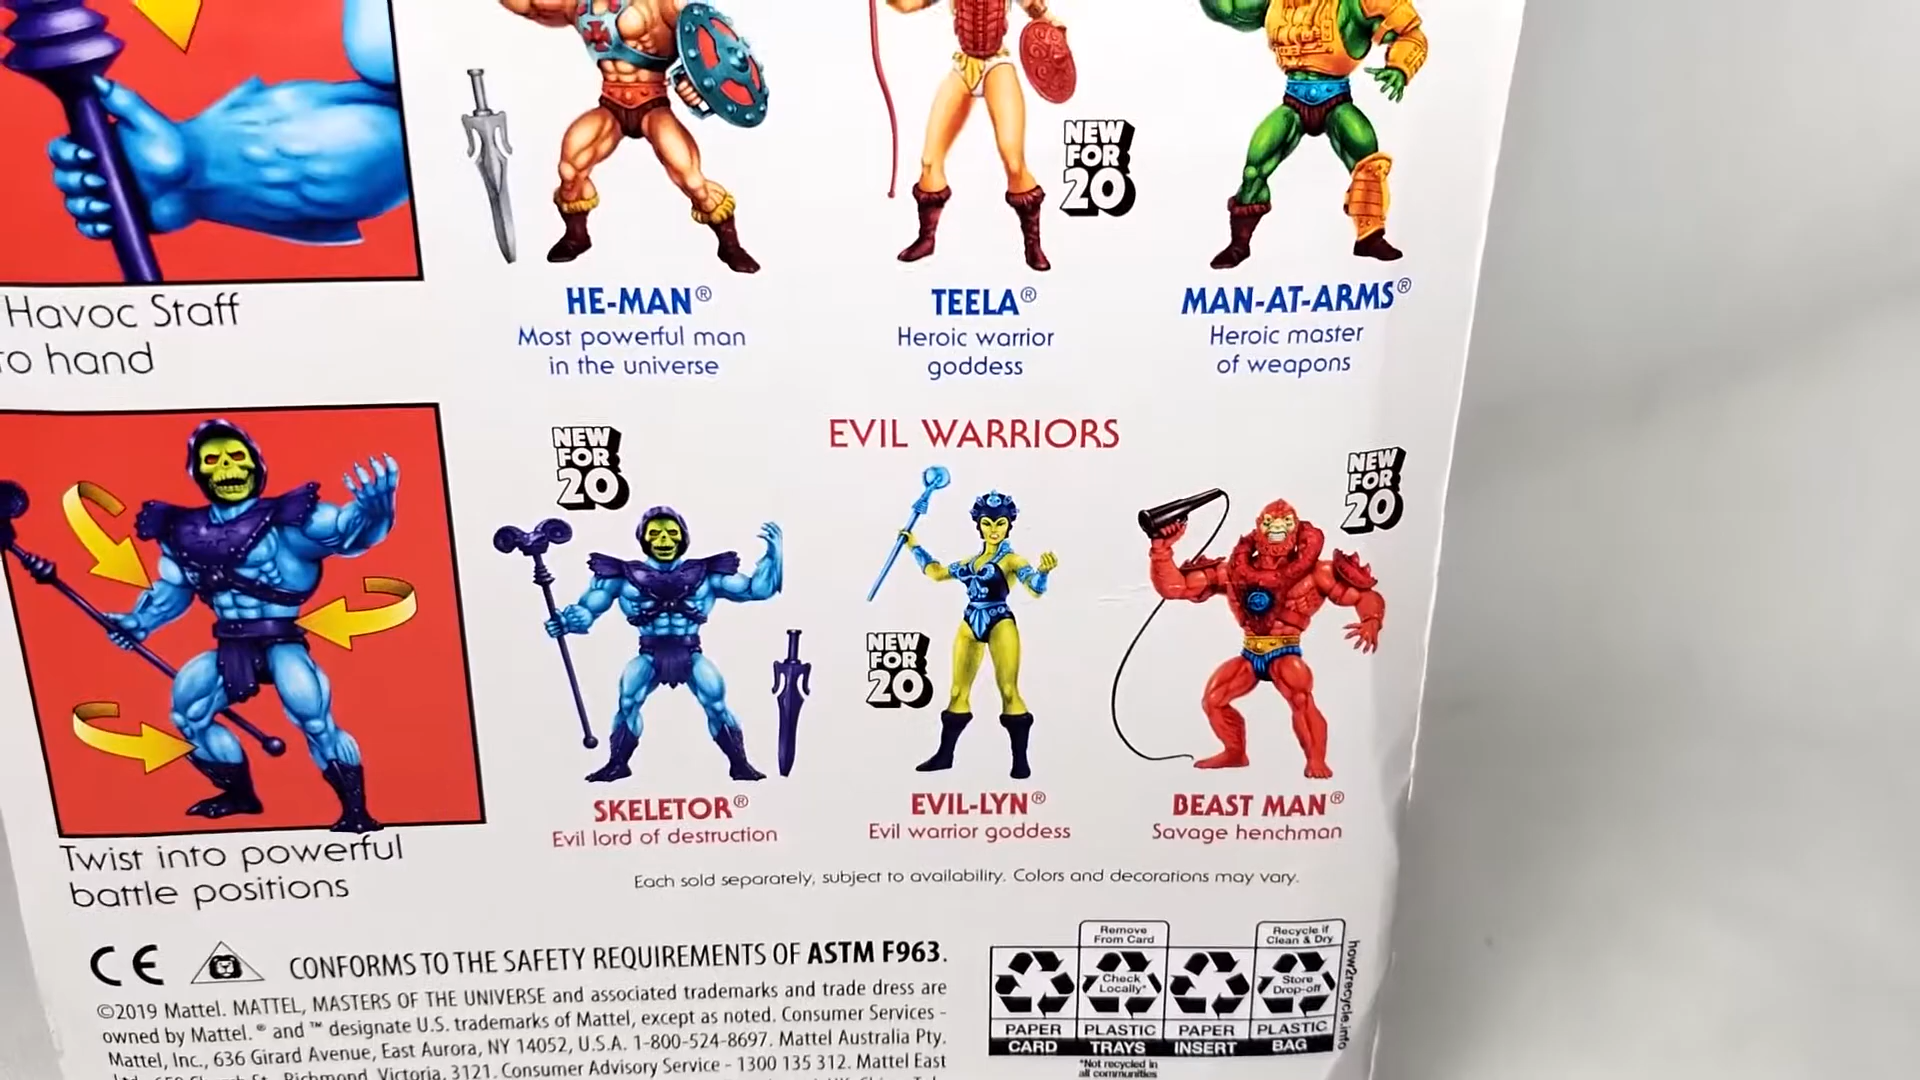 Havoc Staff
to hand
NEW
FOR
20
HE-MAN®
Most powerful man
in the universe
TEELA®
Heroic warrior
goddess
MAN-AT-ARMS®
Heroic master
of weapons
EVIL WARRIORS
NEW
FOR
20
NEW
FOR
20
NEW
FOR
20
SKELETOR®
Evil lord of destruction
EVIL-LYN®
Evil warrior goddess
BEAST MAN®
Savage henchman
Twist into powerful
battle positions
Each sold separately, subject to availability. Colors and decorations may vary.
CE
CONFORMS TO THE SAFETY REQUIREMENTS OF ASTM F963.
©2019 Mattel. MATTEL, MASTERS OF THE UNIVERSE and associated trademarks and trade dress are
owned by Mattel. ® and ™ designate U.S. trademarks of Mattel, except as noted. Consumer Services -
Mattel, Inc., 636 Girard Avenue, East Aurora, NY 14052, U.S.A. 1-800-524-8697. Mattel Australia Pty.
Richmond, Victoria. 3121. Consumer Advisory Service - 1300 135 312. Mattel East
Remove
From Card
Recycle if
Clean & Dry
Check
Locally*
Store
Drop-off
PAPER
CARD
PLASTIC
TRAYS
PAPER
INSERT
PLASTIC
BAG
*Not recycled in
all communities
how2recycle.info